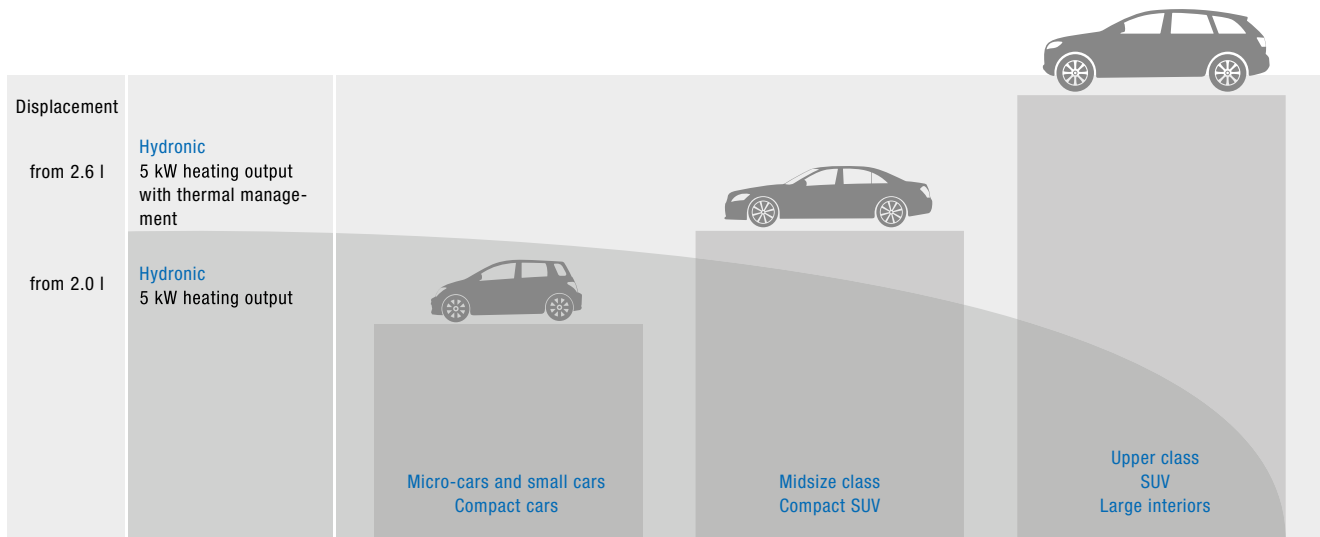 Displacement
from 2.6 l
Hydronic
5 kW heating output
with thermal manage-
ment
from 2.0 l
Hydronic
5 kW heating output
Micro-cars and small cars
Compact cars
Midsize class
Compact SUV
Upper class
SUV
Large interiors